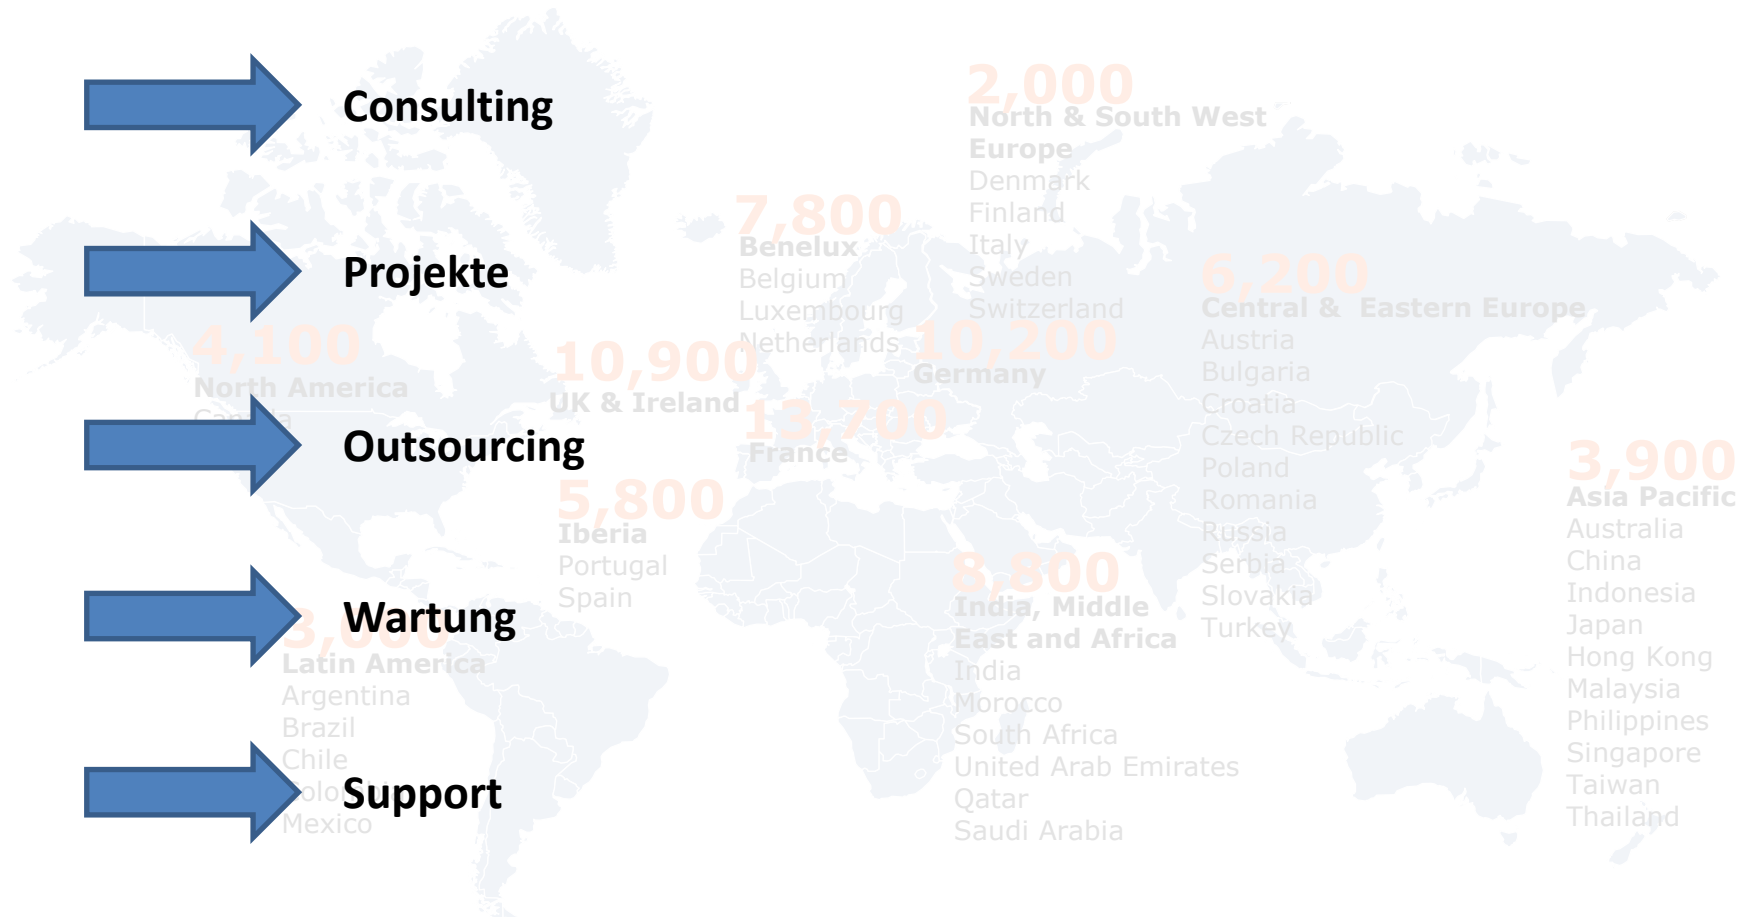 Consulting
Projekte
Outsourcing
Wartung
Support
2,000
North & South West
Europe
Denmark
Finland
Italy
Sweden
Switzerland
7,800
Benelux
Belgium
Luxembourg
Netherlands
6,200
Central & Eastern Europe
Austria
Bulgaria
Croatia
Czech Republic
Poland
Romania
Russia
Serbia
Slovakia
Turkey
4,100
North America
Canada
10,900
UK & Ireland
10,200
Germany
13,700
France
5,800
Iberia
Portugal
Spain
3,900
Asia Pacific
Australia
China
Indonesia
Japan
Hong Kong
Malaysia
Philippines
Singapore
Taiwan
Thailand
8,800
India, Middle
East and Africa
India
Morocco
South Africa
United Arab Emirates
Qatar
Saudi Arabia
Latin America
Argentina
Brazil
Chile
Mexico